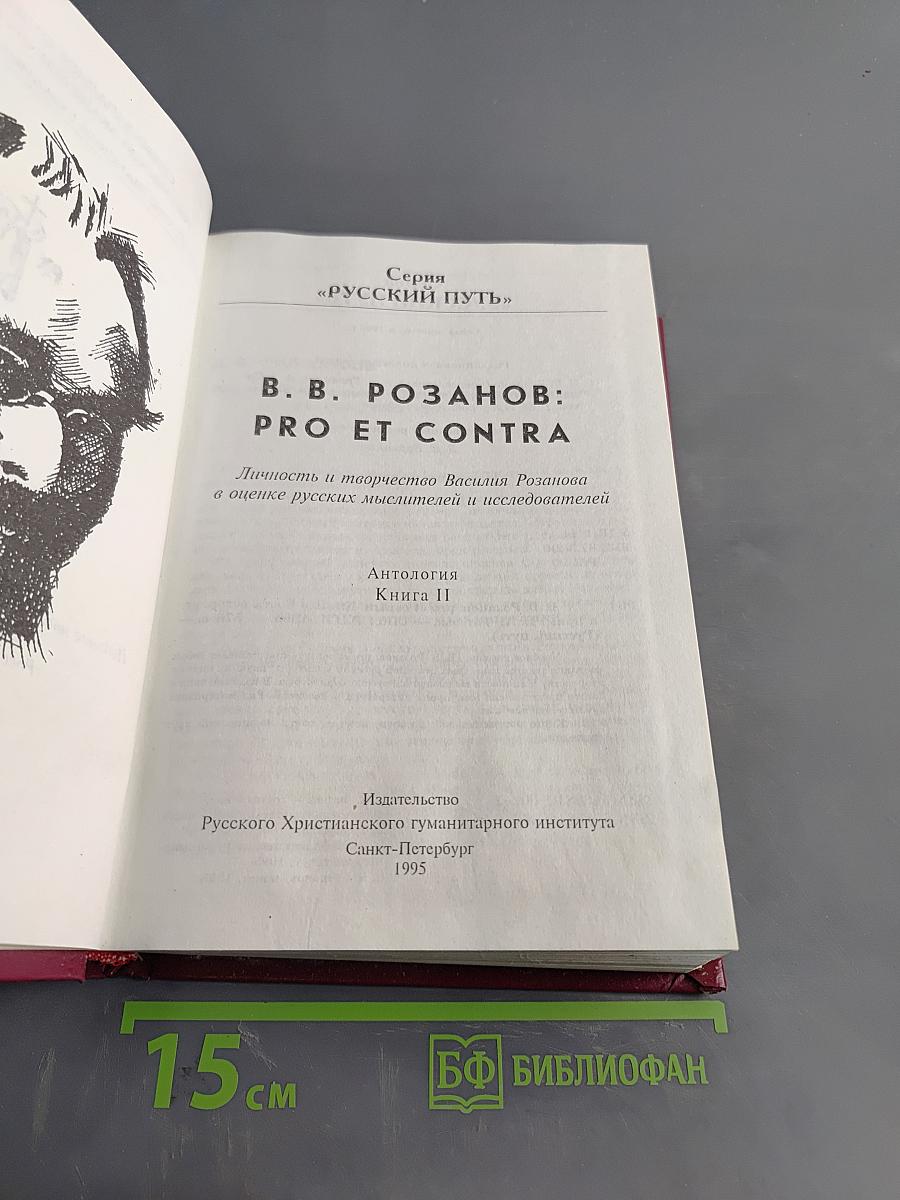 Серия
«РУССКИЙ ПУТЬ»
В. В. РОЗАНОВ:
PRO ET CONTRA
Личность и творчество Василия Розанова
в оценке русских мыслителей и исследователей
Антология
Книга II
Издательство
Русского Христианского гуманитарного института
Санкт-Петербург
1995
15 см
БФ БИБЛИОФАН